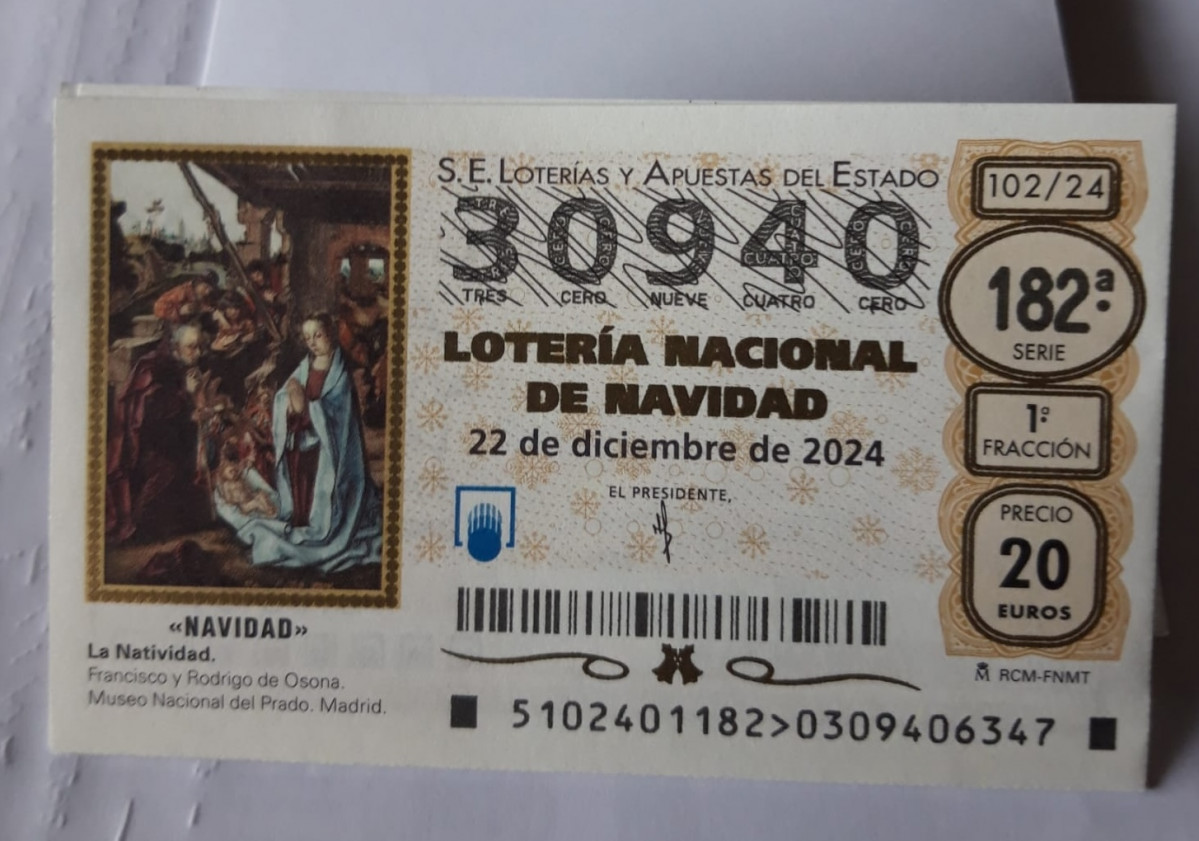 S.E. LOTERÍAS Y APUESTAS DEL ESTADO
30940
TRES CERO NUEVE CUATRO CERO
LOTERÍA NACIONAL
DE NAVIDAD
22 de diciembre de 2024
EL PRESIDENTE,
102/24
182ª
SERIE
1ª
FRACCIÓN
PRECIO
20
EUROS
M RCM-FNMT
«NAVIDAD»
La Natividad.
Francisco y Rodrigo de Osona.
Museo Nacional del Prado. Madrid.
5102401182>0309406347